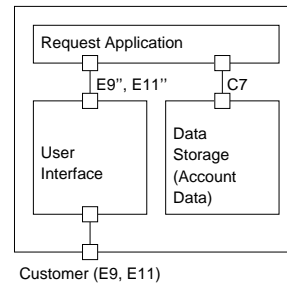 Request Application
E9”, E11’’
C7
User
Interface
Data
Storage
(Account
Data)
Customer (E9, E11)